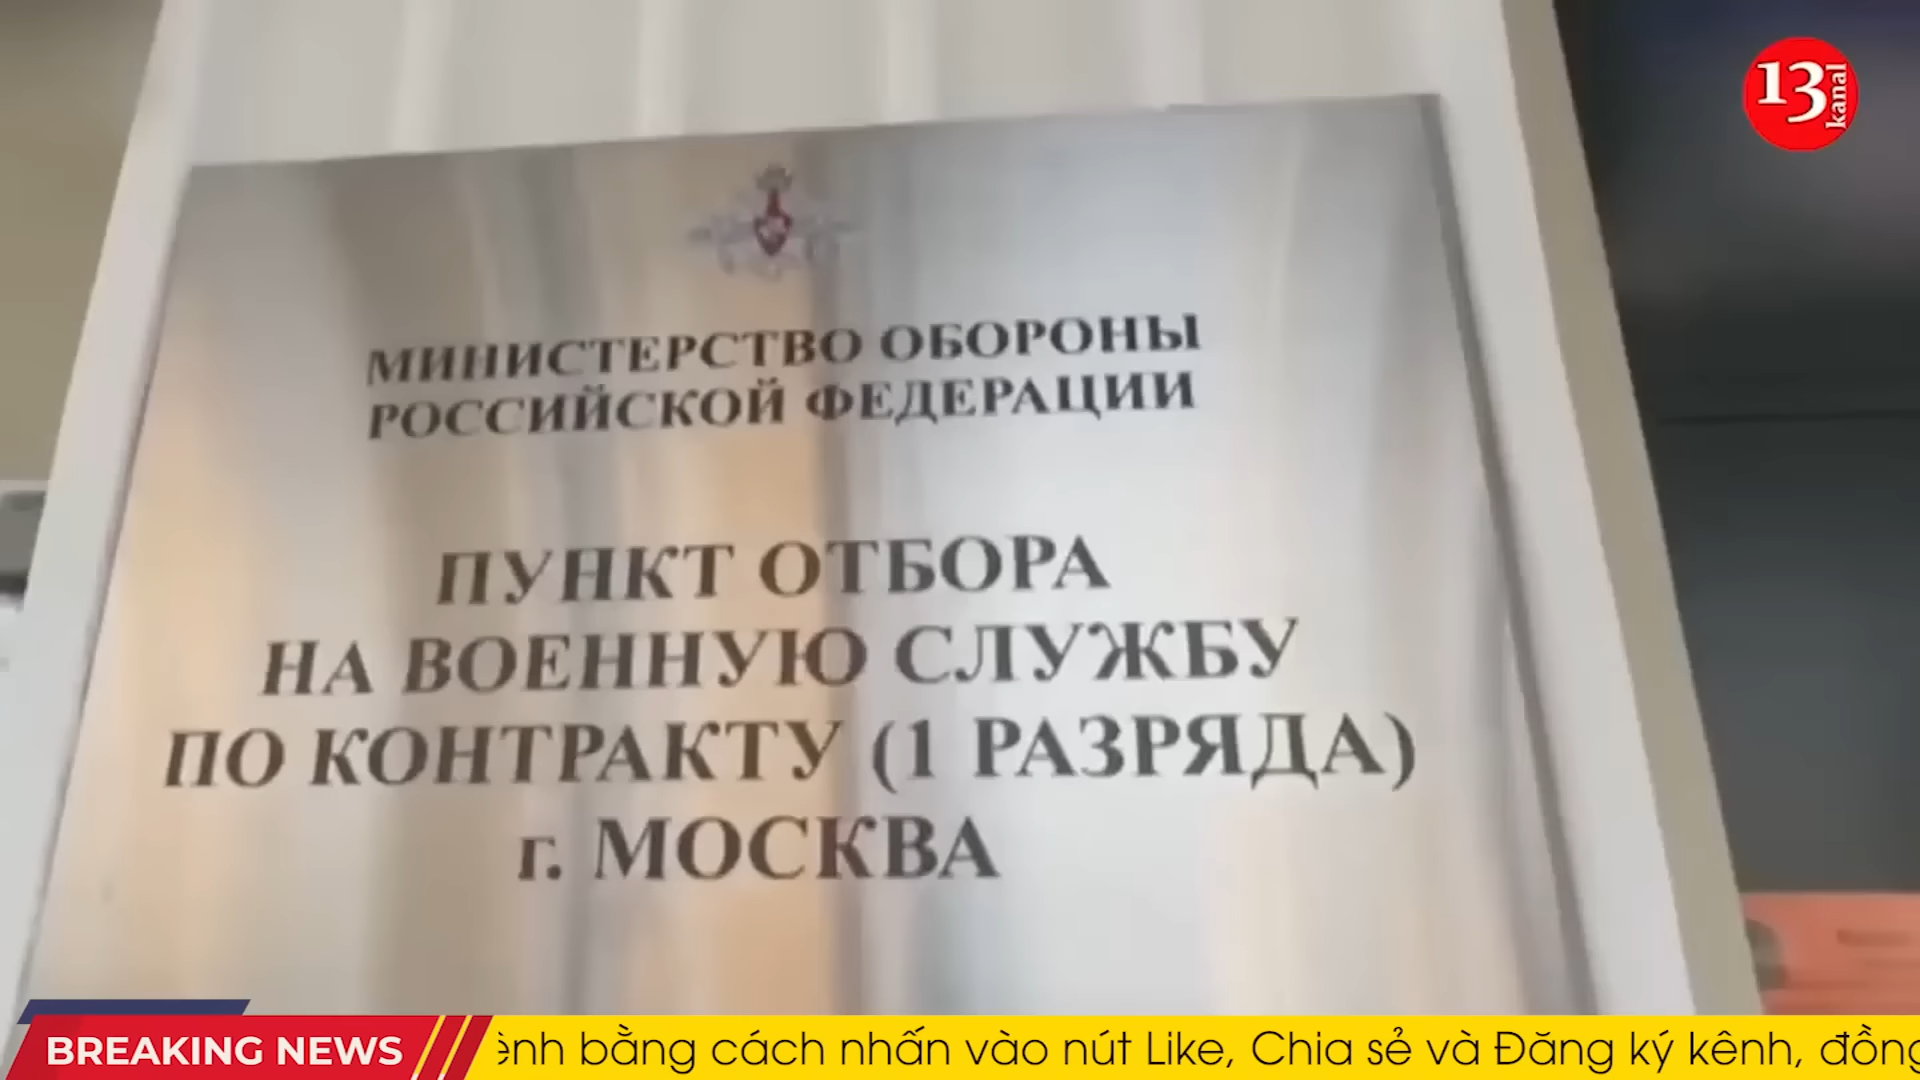 13 kanal
МИНИСТЕРСТВО ОБОРОНЫ
РОССИЙСКОЙ ФЕДЕРАЦИИ
ПУНКТ ОТБОРА
НА ВОЕННУЮ СЛУЖБУ
ПО КОНТРАКТУ (1 РАЗРЯДА)
г. МОСКВА
BREAKING NEWS
bằng cách nhấn vào nút Like, Chia sẻ và Đăng ký kênh, đồng